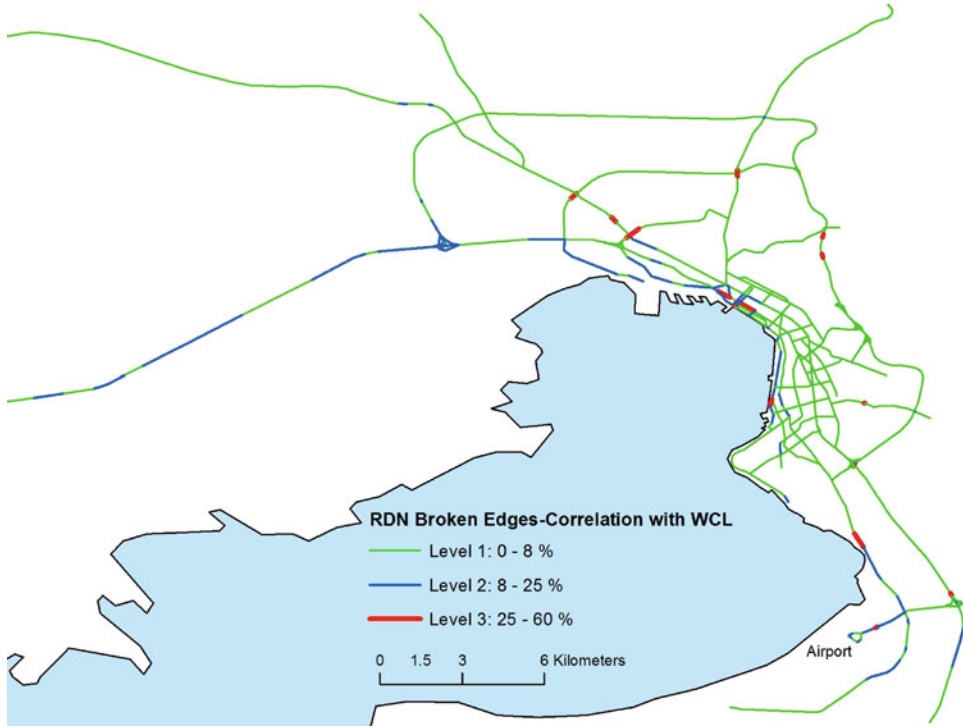 RDN Broken Edges-Correlation with WCL
Level 1: 0 - 8 %
Level 2: 8 - 25 %
Level 3: 25 - 60 %
0 1.5 3 6 Kilometers
Airport